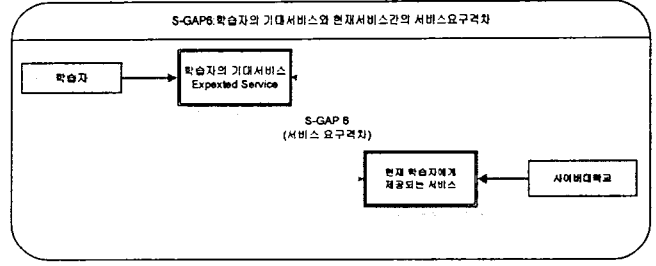 S-GAP6:학습자의 기대서비스와 현재서비스간의 서비스요구격차
학습자
학습자의 기대서비스
Expexted Service
S-GAP 6
(서비스 요구격차)
현재 학습자에게
제공되는 서비스
사이버대학교